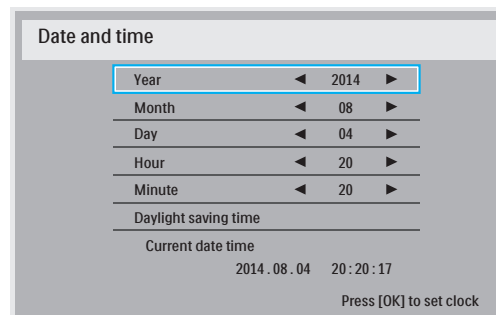 Date and time
Year ◄ 2014 ►
Month ◄ 08 ►
Day ◄ 04 ►
Hour ◄ 20 ►
Minute ◄ 20 ►
Daylight saving time
Current date time
2014 . 08 . 04 20 : 20 : 17
Press [OK] to set clock